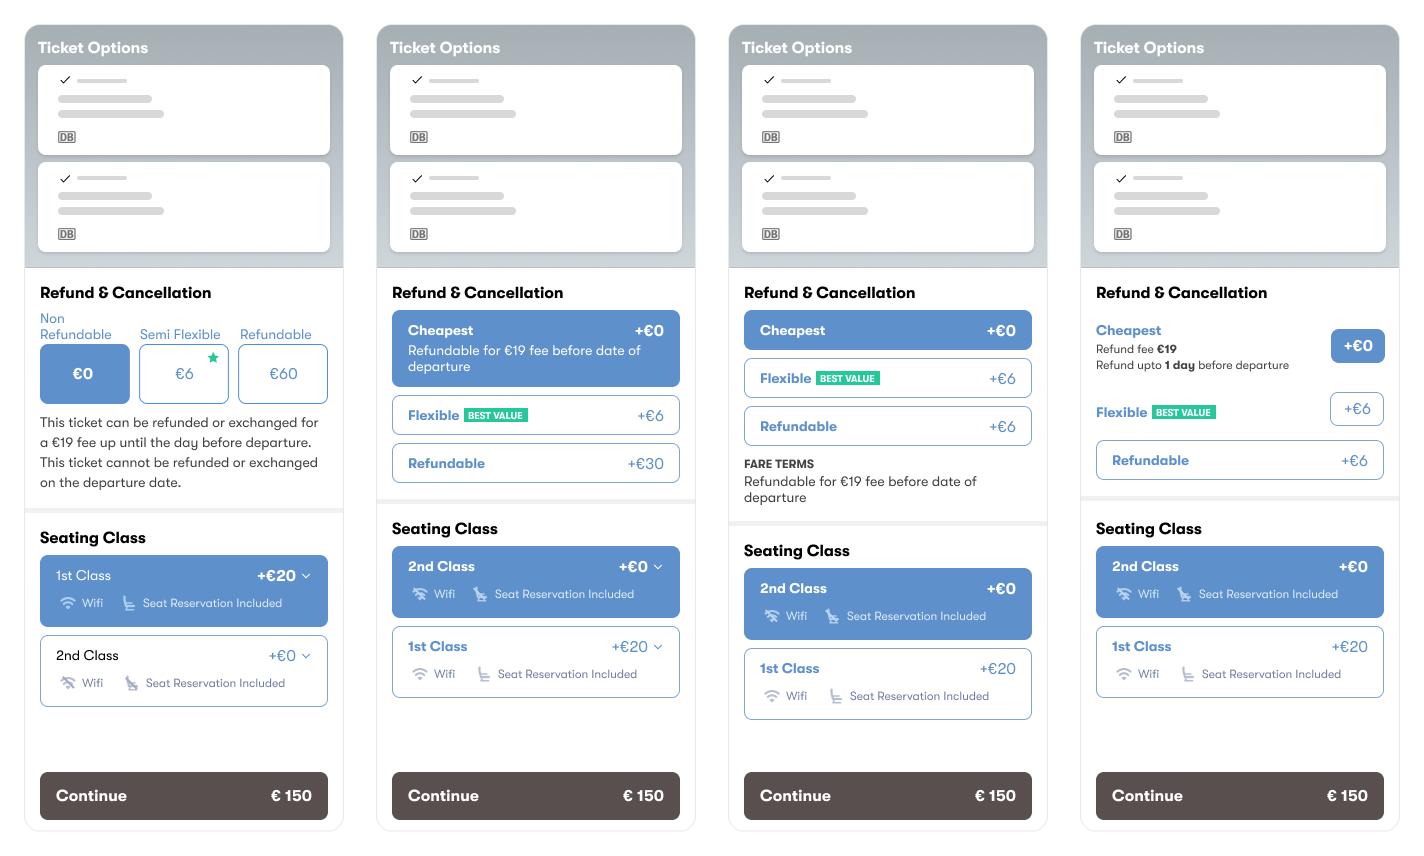 Ticket Options
DB
DB
Refund & Cancellation
Non
Refundable
Semi Flexible
Refundable
€0
€6
€60
This ticket can be refunded or exchanged for
a €19 fee up until the day before departure.
This ticket cannot be refunded or exchanged
on the departure date.
Seating Class
1st Class +€20
Wifi Seat Reservation Included
2nd Class +€0
Wifi Seat Reservation Included
Continue € 150
Ticket Options
DB
DB
Refund & Cancellation
Cheapest +€0
Refundable for €19 fee before date of
departure
Flexible BEST VALUE +€6
Refundable +€30
Seating Class
2nd Class +€0
Wifi Seat Reservation Included
1st Class +€20
Wifi Seat Reservation Included
Continue € 150
Ticket Options
DB
DB
Refund & Cancellation
Cheapest +€0
Flexible BEST VALUE +€6
Refundable +€6
FARE TERMS
Refundable for €19 fee before date of
departure
Seating Class
2nd Class +€0
Wifi Seat Reservation Included
1st Class +€20
Wifi Seat Reservation Included
Continue € 150
Ticket Options
DB
DB
Refund & Cancellation
Cheapest +€0
Refund fee €19
Refund upto 1 day before departure
Flexible BEST VALUE +€6
Refundable +€6
Seating Class
2nd Class +€0
Wifi Seat Reservation Included
1st Class +€20
Wifi Seat Reservation Included
Continue € 150